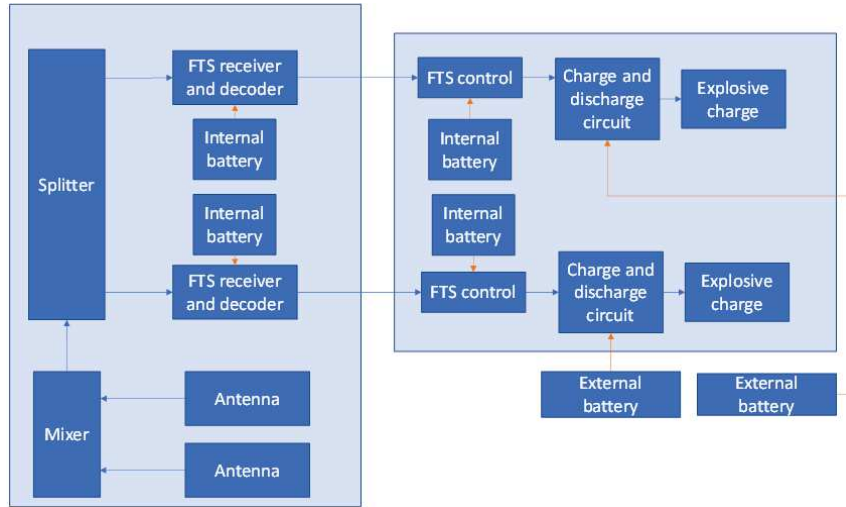 FTS receiver
and decoder
FTS control
Charge and
discharge
circuit
Explosive
charge
Internal
battery
Internal
battery
Splitter
Internal
battery
Internal
battery
FTS receiver
and decoder
FTS control
Charge and
discharge
circuit
Explosive
charge
Mixer
Antenna
Antenna
External
battery
External
battery